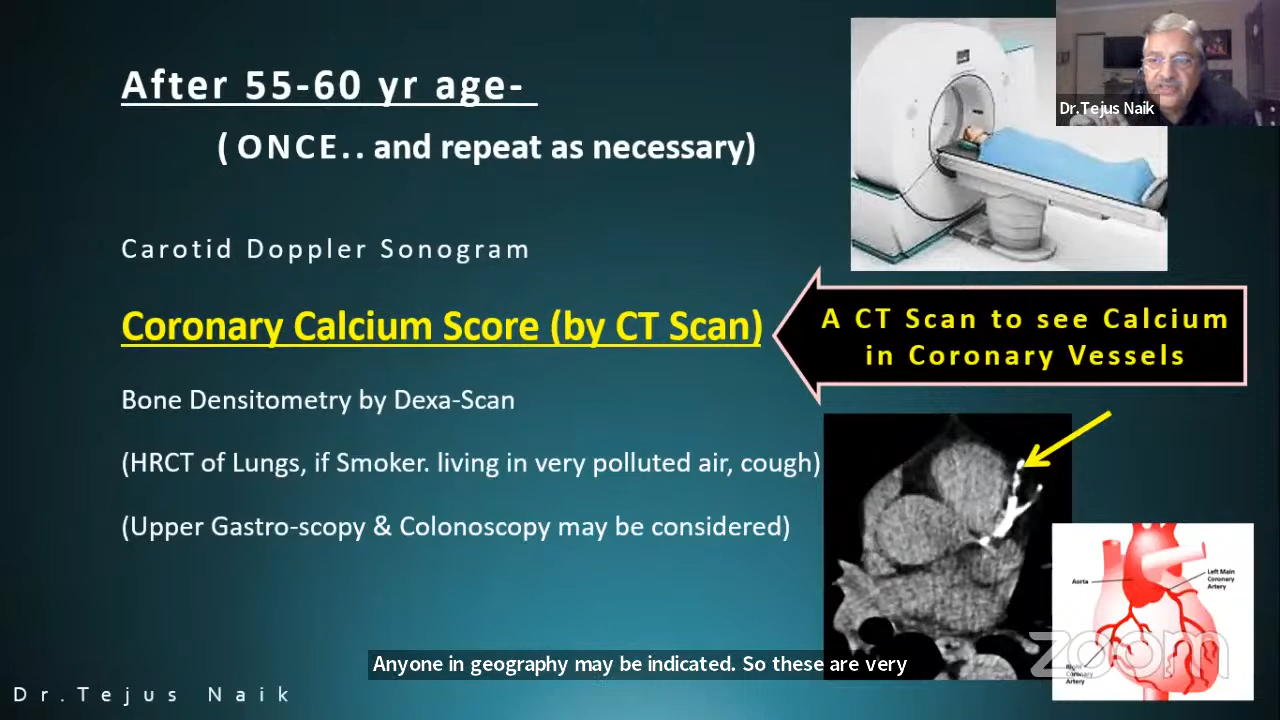 After 55-60 yr age-
( ONCE.. and repeat as necessary)
Carotid Doppler Sonogram
Coronary Calcium Score (by CT Scan)
Bone Densitometry by Dexa-Scan
(HRCT of Lungs, if Smoker. living in very polluted air, cough)
(Upper Gastro-scopy & Colonoscopy may be considered)
Dr.Tejus Naik
A CT Scan to see Calcium
in Coronary Vessels
Aorta
Left Main
Coronary
Artery
Right
Coronary
Artery
zoom
Anyone in geography may be indicated. So these are very
Dr.Tejus Naik